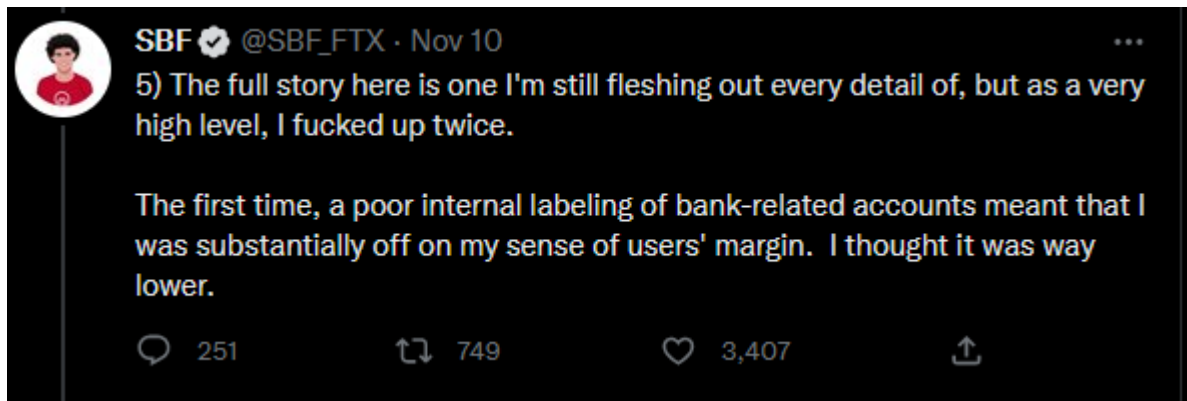 SBF @SBF_FTX · Nov 10
5) The full story here is one I'm still fleshing out every detail of, but as a very
high level, I fucked up twice.
The first time, a poor internal labeling of bank-related accounts meant that I
was substantially off on my sense of users' margin.  I thought it was way
lower.
251 749 3,407